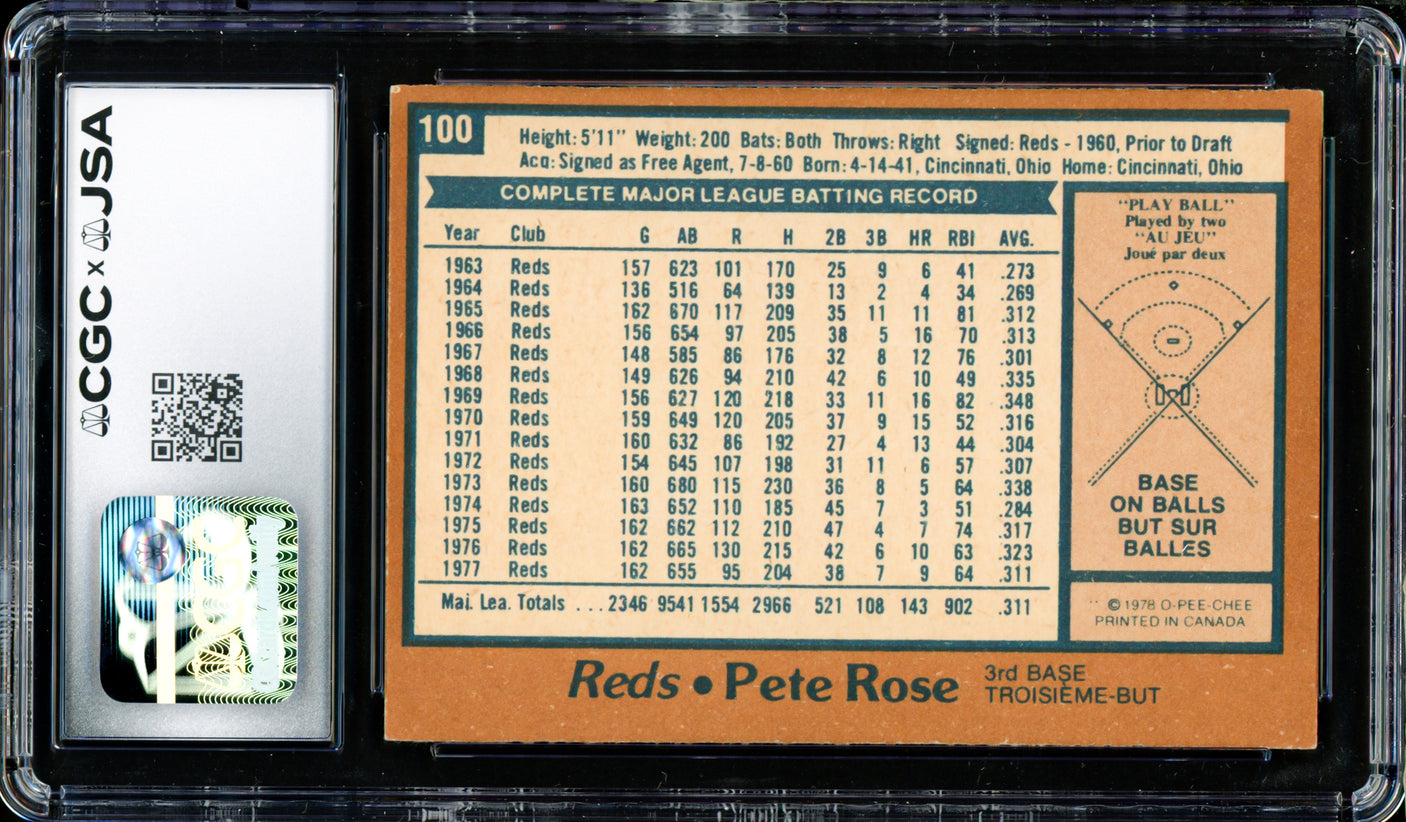 CGC x JSA
100
Height: 5'11" Weight: 200 Bats: Both Throws: Right Signed: Reds - 1960, Prior to Draft
Acq: Signed as Free Agent, 7-8-60 Born: 4-14-41, Cincinnati, Ohio Home: Cincinnati, Ohio
COMPLETE MAJOR LEAGUE BATTING RECORD
Year Club G AB R H 2B 3B HR RBI AVG.
1963 Reds 157 623 101 170 25 9 6 41 .273
1964 Reds 136 516 64 139 13 2 4 34 .269
1965 Reds 162 670 117 209 35 11 11 81 .312
1966 Reds 156 654 97 205 38 5 16 70 .313
1967 Reds 148 585 86 176 32 8 12 76 .301
1968 Reds 149 626 94 210 42 6 10 49 .335
1969 Reds 156 627 120 218 33 11 16 82 .348
1970 Reds 159 649 120 205 37 9 15 52 .316
1971 Reds 160 632 86 192 27 4 13 44 .304
1972 Reds 154 645 107 198 31 11 6 57 .307
1973 Reds 160 680 115 230 36 8 5 64 .338
1974 Reds 163 652 110 185 45 7 3 51 .284
1975 Reds 162 662 112 210 47 4 7 74 .317
1976 Reds 162 665 130 215 42 6 10 63 .323
1977 Reds 162 655 95 204 38 7 9 64 .311
Maj. Lea. Totals ... 2346 9541 1554 2966 521 108 143 902 .311
"PLAY BALL"
Played by two
"AU JEU"
Joué par deux
BASE
ON BALLS
BUT SUR
BALLES
© 1978 O-PEE-CHEE
PRINTED IN CANADA
Reds • Pete Rose
3rd BASE
TROISIÈME-BUT